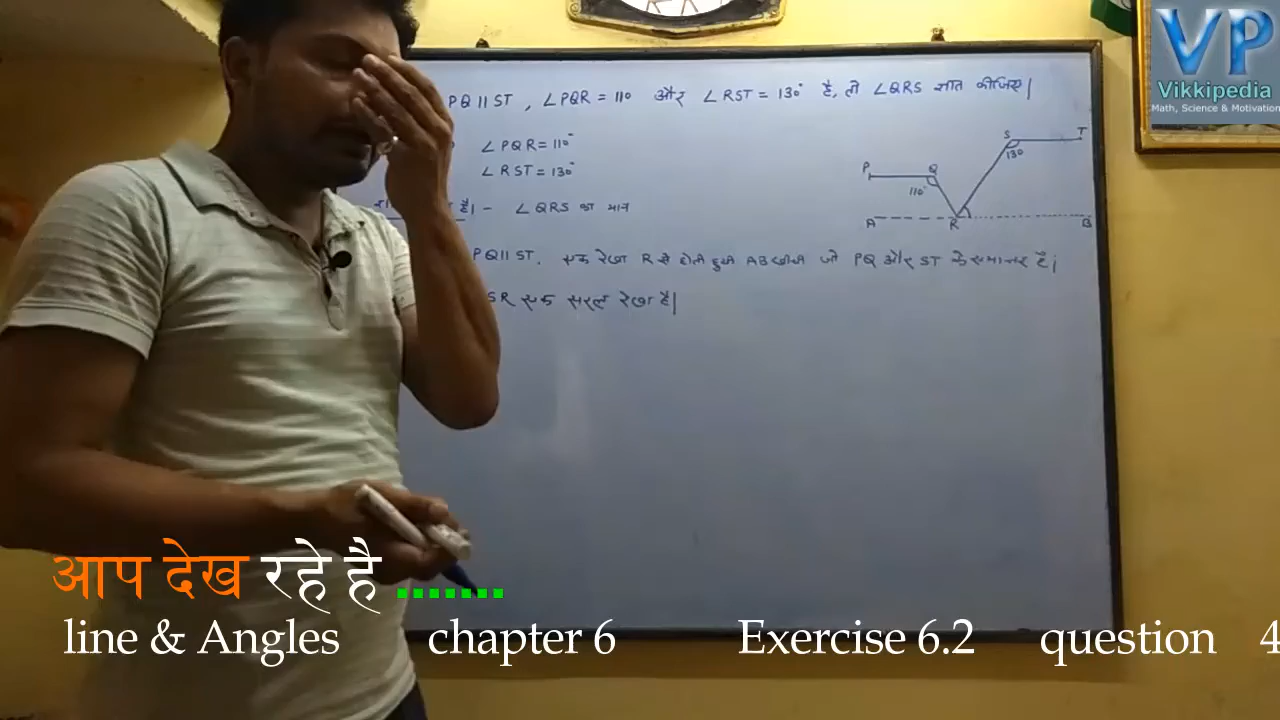 VP
Vikkipedia
Math, Science & Motivation
PQ || ST , ∠PQR = 110 और ∠RST = 130° है, तो ∠QRS ज्ञात कीजिए|
∠PQR = 110°
∠RST = 130°
है| - ∠QRS का मान
S T
130
P Q
110°
A R B
PQ || ST. एक रेखा R से होती हुयी AB खींची जो PQ और ST के समान्तर है|
SR एक सरल रेखा है|
आप देख रहे है .......
line & Angles chapter 6 Exercise 6.2 question 4